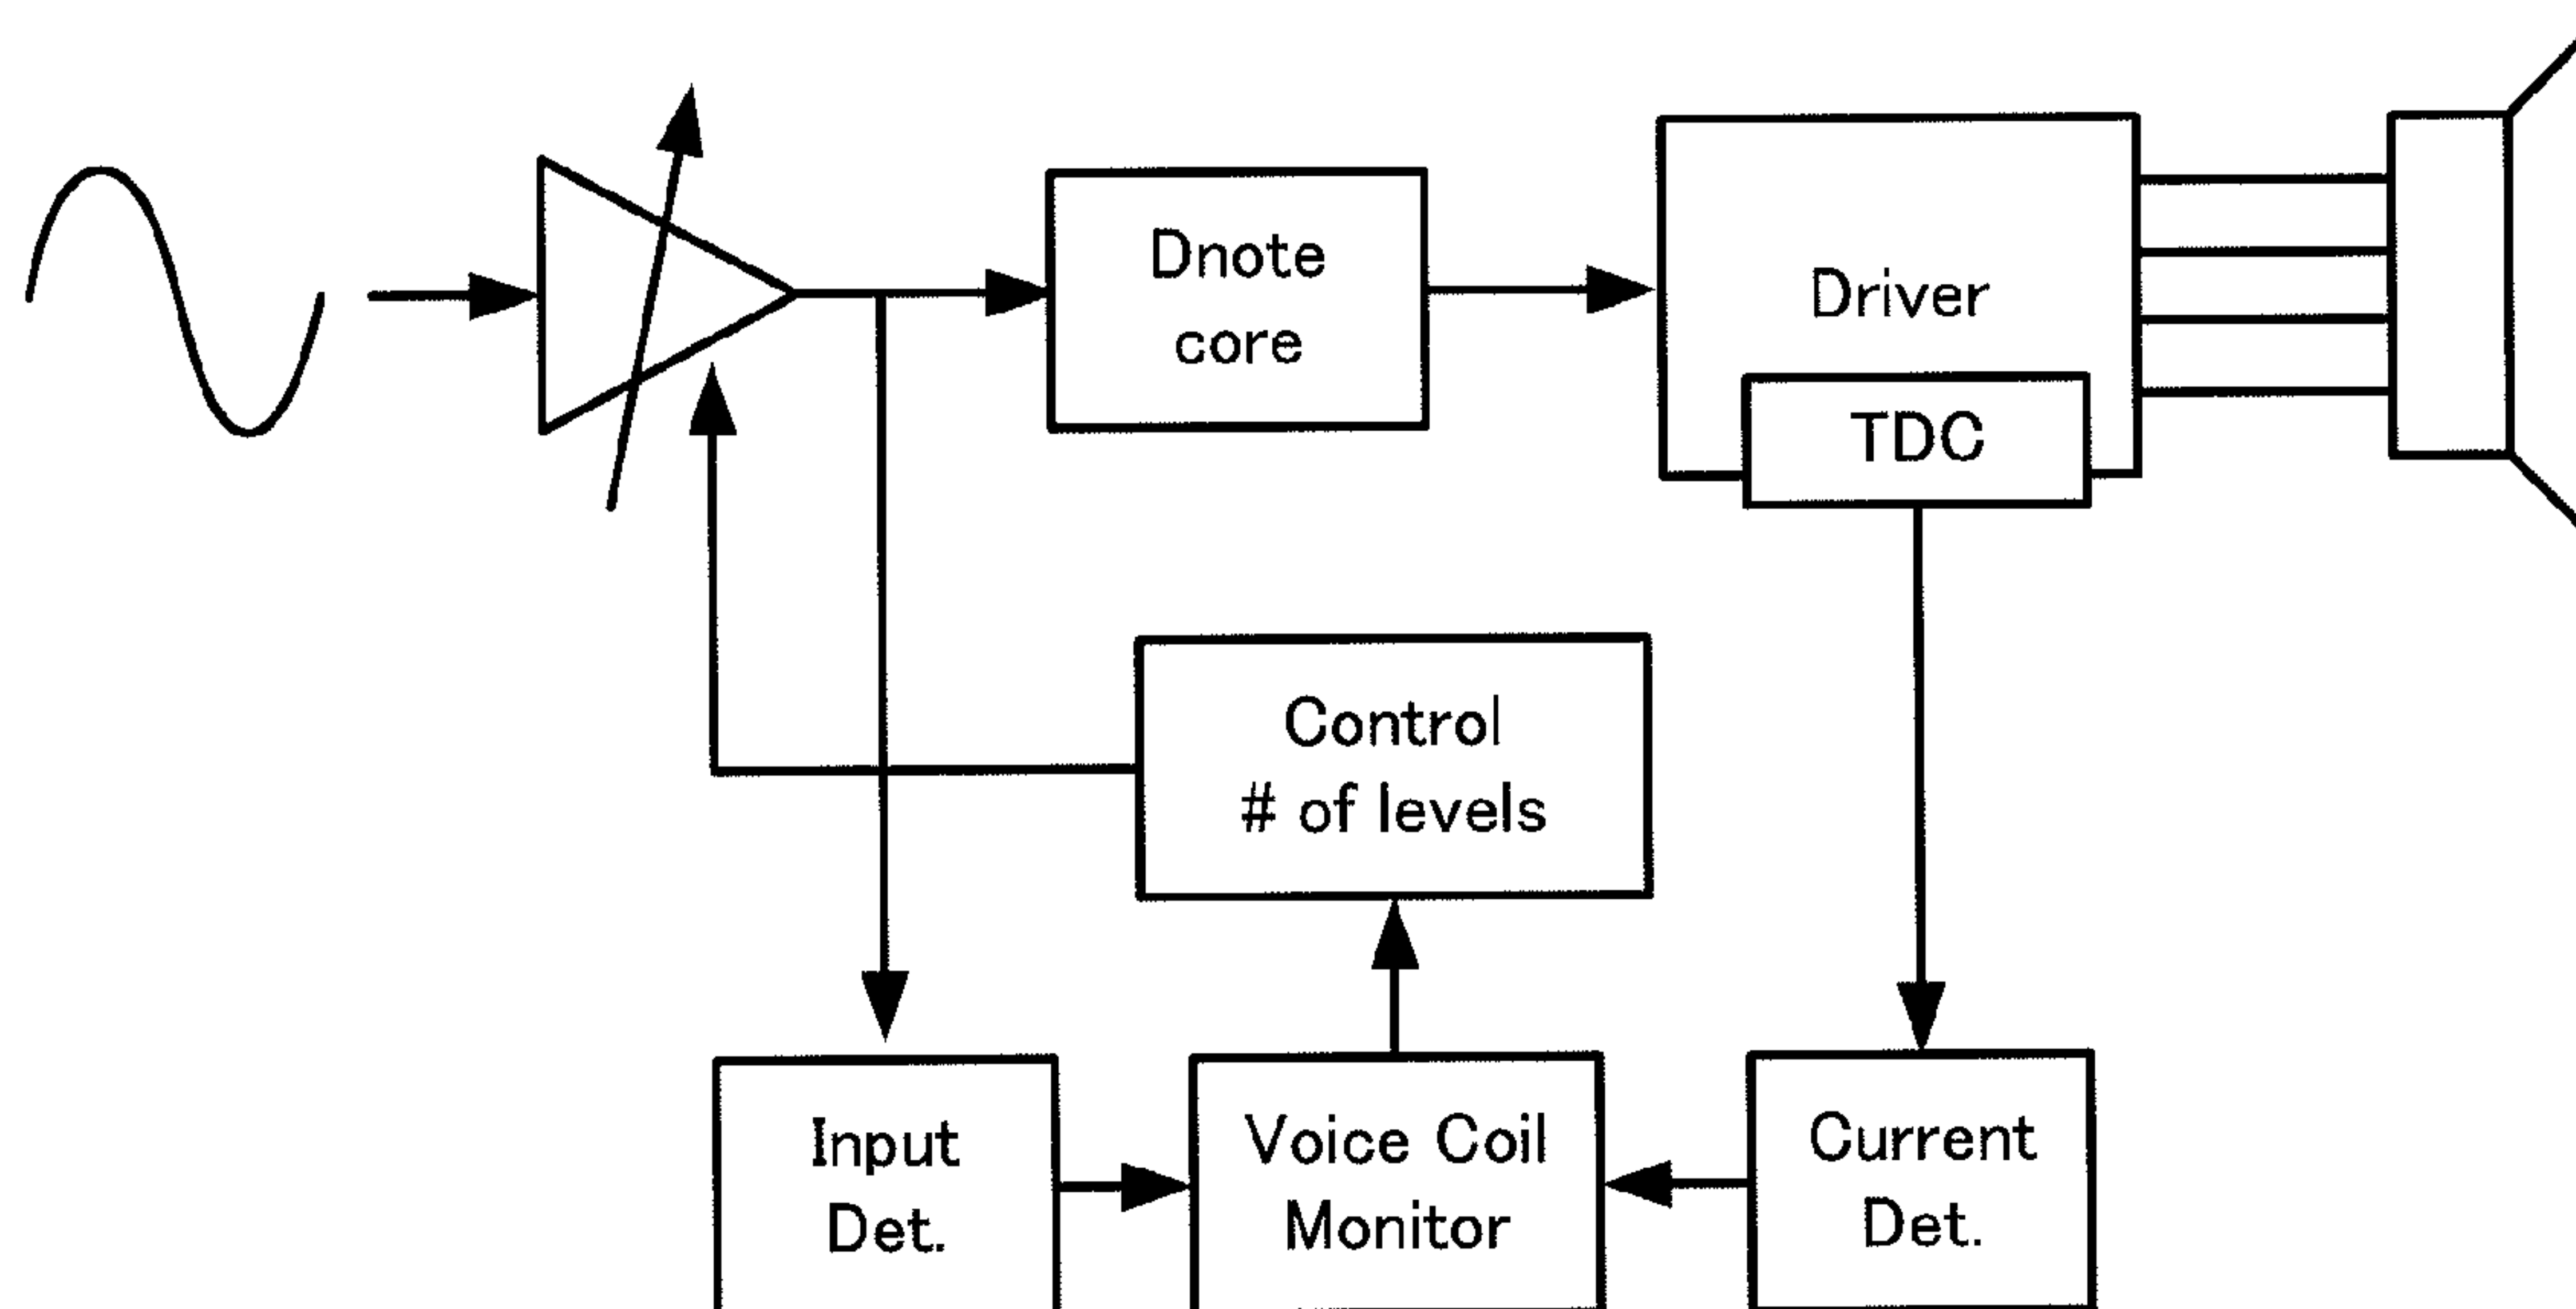 Dnote
core
Driver
TDC
Control
# of levels
Input
Det.
Voice Coil
Monitor
Current
Det.